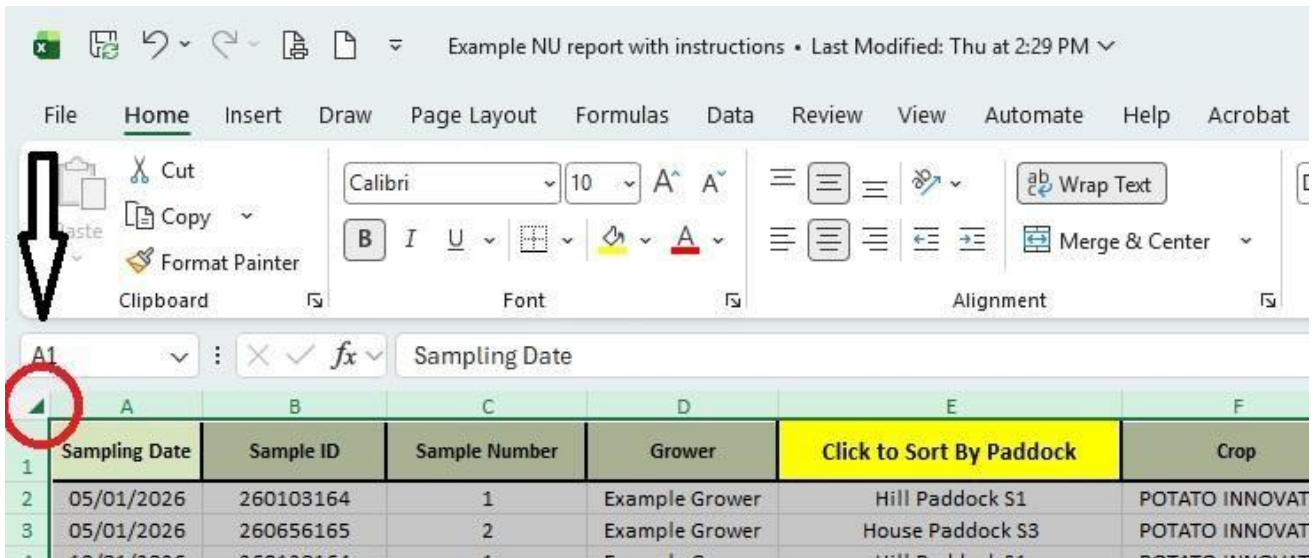 Example NU report with instructions • Last Modified: Thu at 2:29 PM
File Home Insert Draw Page Layout Formulas Data Review View Automate Help Acrobat
Cut
Copy
Format Painter
Clipboard
Calibri 10
B I U
Font
Wrap Text
Merge & Center
Alignment
A1 fx Sampling Date
A B C D E F
1 Sampling Date Sample ID Sample Number Grower Click to Sort By Paddock Crop
2 05/01/2026 260103164 1 Example Grower Hill Paddock S1 POTATO INNOVAT
3 05/01/2026 260656165 2 Example Grower House Paddock S3 POTATO INNOVAT